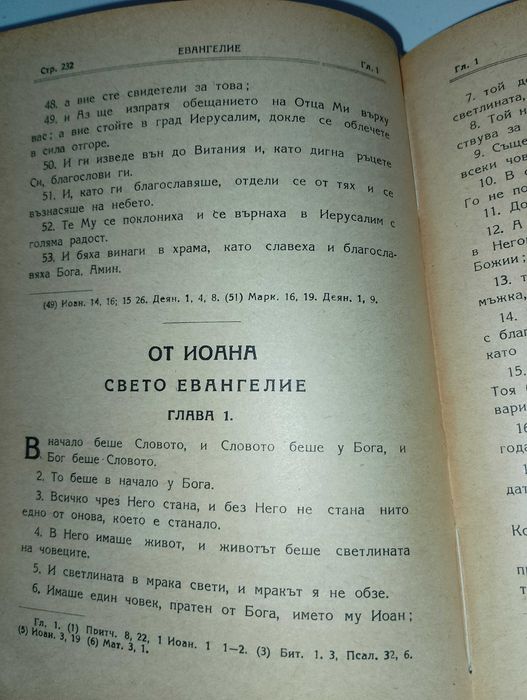 Стр. 232
ЕВАНГЕЛИЕ
Гл. 1
48. а вие сте свидетели за това;
49. и Аз ще изпратя обещанието на Отца Ми върху
вас; а вие стойте в град Иерусалим, докле се облечете
в сила отгоре.
50. И ги изведе вън до Витания и, като дигна ръцете
Си, благослови ги.
51. И, като ги благославяше, отдели се от тях и се
възнасяше на небето.
52. Те Му се поклониха и се върнаха в Иерусалим с
голяма радост.
53. И бяха винаги в храма, като славеха и благосла-
вяха Бога. Амин.
(49) Иоан. 14, 16; 15 26. Деян. 1, 4, 8. (51) Марк. 16, 19. Деян. 1, 9.
ОТ ИОАНА
СВЕТО ЕВАНГЕЛИЕ
ГЛАВА 1.
В начало беше Словото, и Словото беше у Бога, и
Бог беше Словото.
2. То беше в начало у Бога.
3. Всичко чрез Него стана, и без Него не стана нито
едно от онова, което е станало.
4. В Него имаше живот, и животът беше светлината
на човеците.
5. И светлината в мрака свети, и мракът я не обзе.
6. Имаше един човек, пратен от Бога, името му Иоан;
Гл. 1. (1) Притч. 8, 22, 1 Иоан. 1 1—2. (3) Бит. 1. 3, Псал. 32, 6.
(5) Иоан. 3, 19 (6) Мат. 3, 1.
Гл. 1
7. той
светлината,
8. Той
ствува за
9.
всеки
10. В
Го не
11.
12. А
в Него
Божии;
13.
мъжка,
14.
с
като
15.
Тоя
16
17